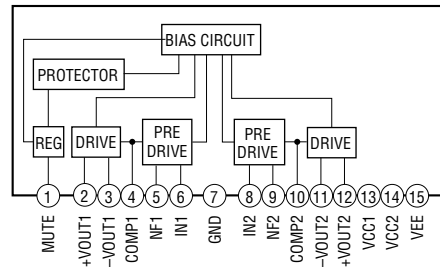 BIAS CIRCUIT
PROTECTOR
REG
DRIVE
PRE
DRIVE
PRE
DRIVE
DRIVE
1
2
3
4
5
6
7
8
9
10
11
12
13
14
15
MUTE
+VOUT1
−VOUT1
COMP1
NF1
IN1
GND
IN2
NF2
COMP2
−VOUT2
+VOUT2
VCC1
VCC2
VEE